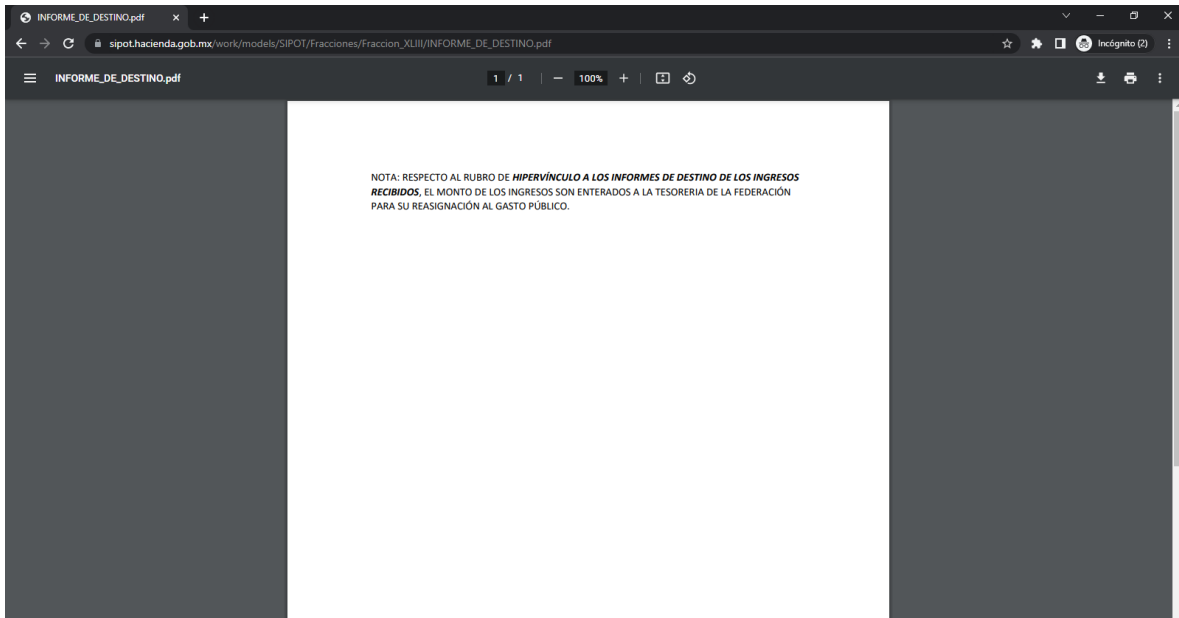 INFORME_DE_DESTINO.pdf
sipot.hacienda.gob.mx/work/models/SIPOT/Fracciones/Fraccion_XLIII/INFORME_DE_DESTINO.pdf
Incógnito (2)
INFORME_DE_DESTINO.pdf
1 / 1
100%
NOTA: RESPECTO AL RUBRO DE HIPERVÍNCULO A LOS INFORMES DE DESTINO DE LOS INGRESOS
RECIBIDOS, EL MONTO DE LOS INGRESOS SON ENTERADOS A LA TESORERIA DE LA FEDERACIÓN
PARA SU REASIGNACIÓN AL GASTO PÚBLICO.